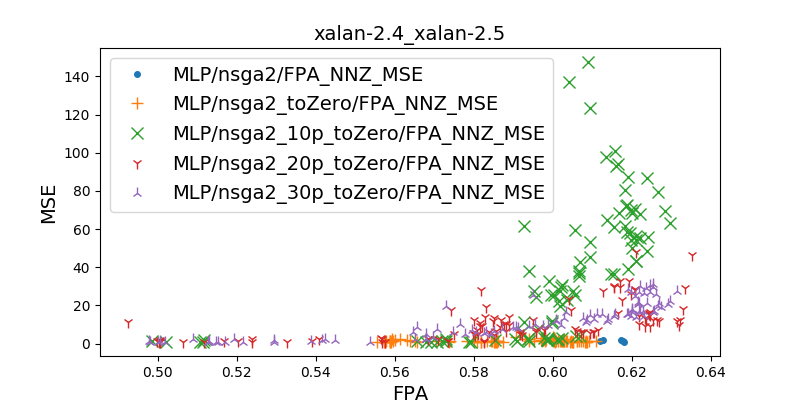 xalan-2.4_xalan-2.5
MLP/nsga2/FPA_NNZ_MSE
MLP/nsga2_toZero/FPA_NNZ_MSE
MLP/nsga2_10p_toZero/FPA_NNZ_MSE
MLP/nsga2_20p_toZero/FPA_NNZ_MSE
MLP/nsga2_30p_toZero/FPA_NNZ_MSE
MSE
140
120
100
80
60
40
20
0
0.50 0.52 0.54 0.56 0.58 0.60 0.62 0.64
FPA